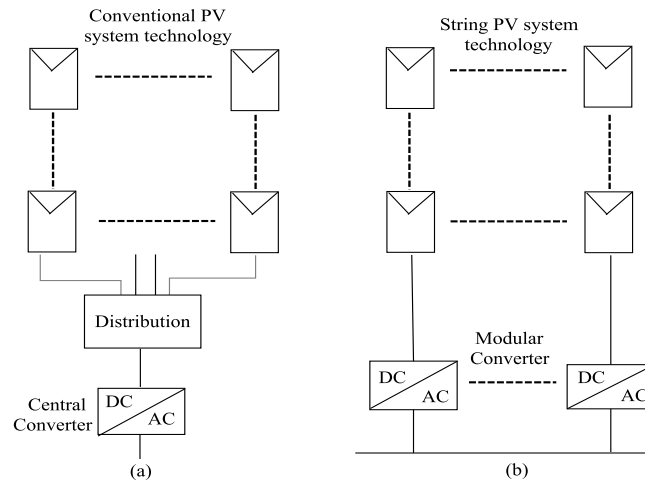 Conventional PV
system technology
String PV system
technology
Distribution
Central
Converter
DC
AC
Modular
Converter
DC
AC
DC
AC
(a)
(b)